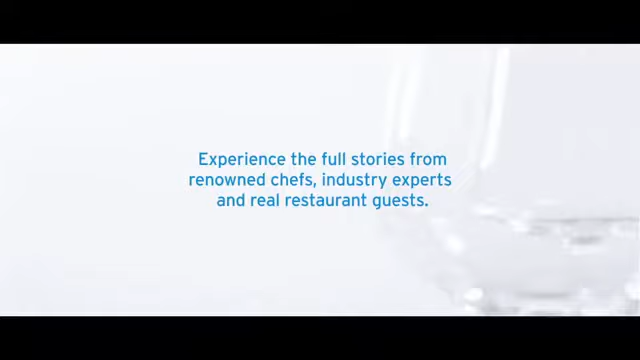 Experience the full stories from
renowned chefs, industry experts
and real restaurant guests.